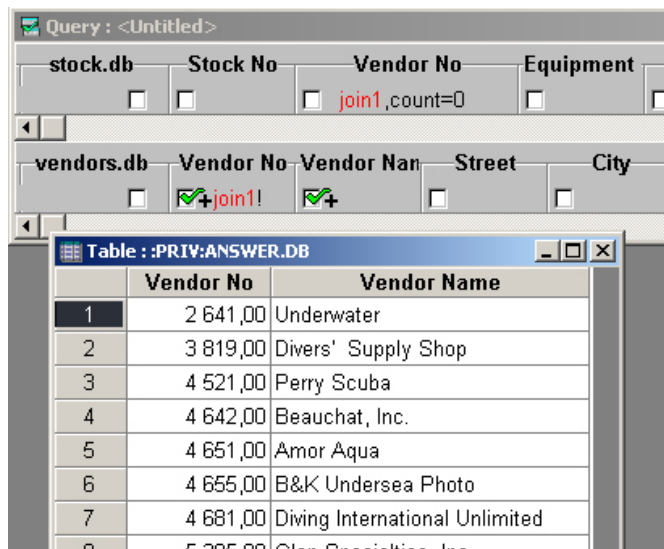 Query : <Untitled>
stock.db Stock No Vendor No Equipment
join1,count=0
vendors.db Vendor No Vendor Nan Street City
join1!
Table : :PRIV:ANSWER.DB
Vendor No Vendor Name
1 2 641,00 Underwater
2 3 819,00 Divers' Supply Shop
3 4 521,00 Perry Scuba
4 4 642,00 Beauchat, Inc.
5 4 651,00 Amor Aqua
6 4 655,00 B&K Undersea Photo
7 4 681,00 Diving International Unlimited